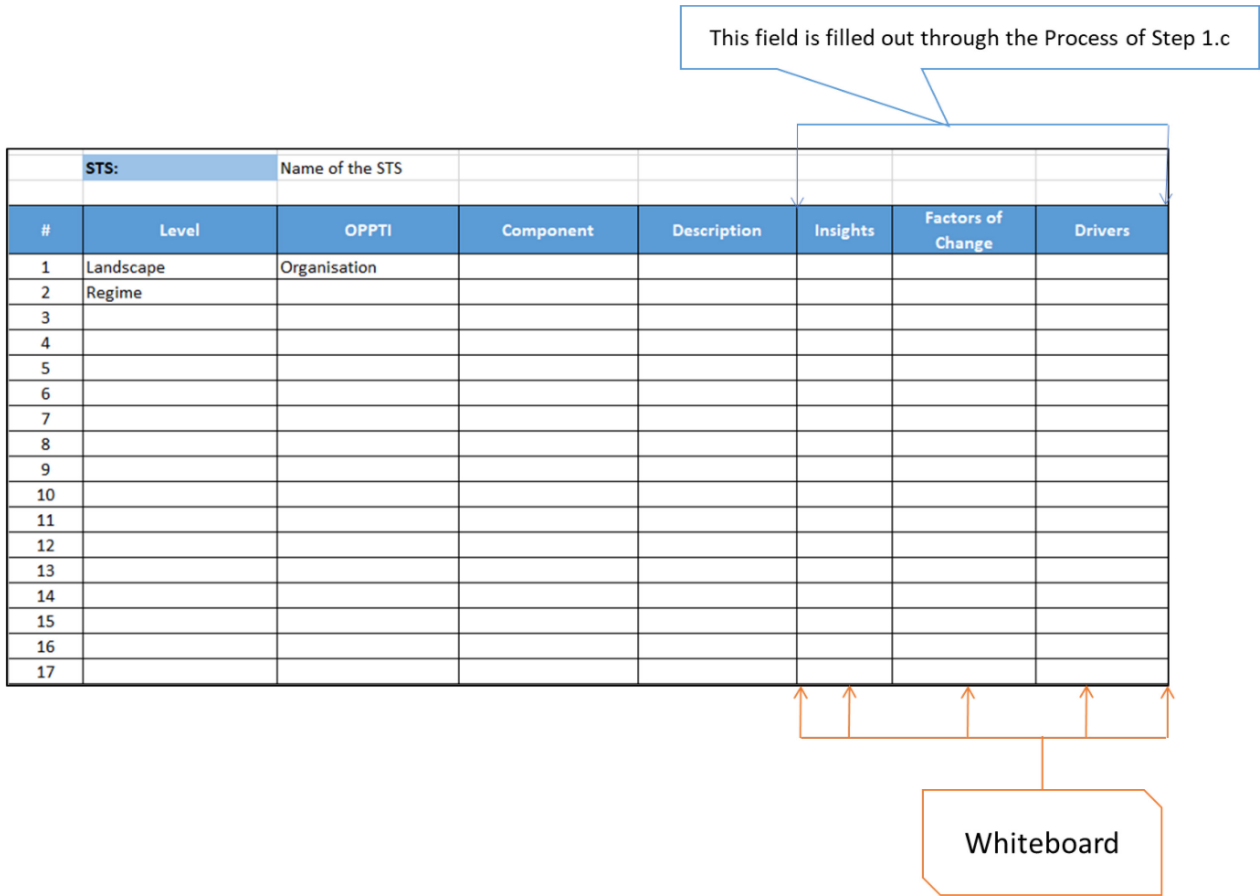 This field is filled out through the Process of Step 1.c
STS: Name of the STS
# Level OPPTI Component Description Insights Factors of Change Drivers
1 Landscape Organisation
2 Regime
3
4
5
6
7
8
9
10
11
12
13
14
15
16
17
Whiteboard